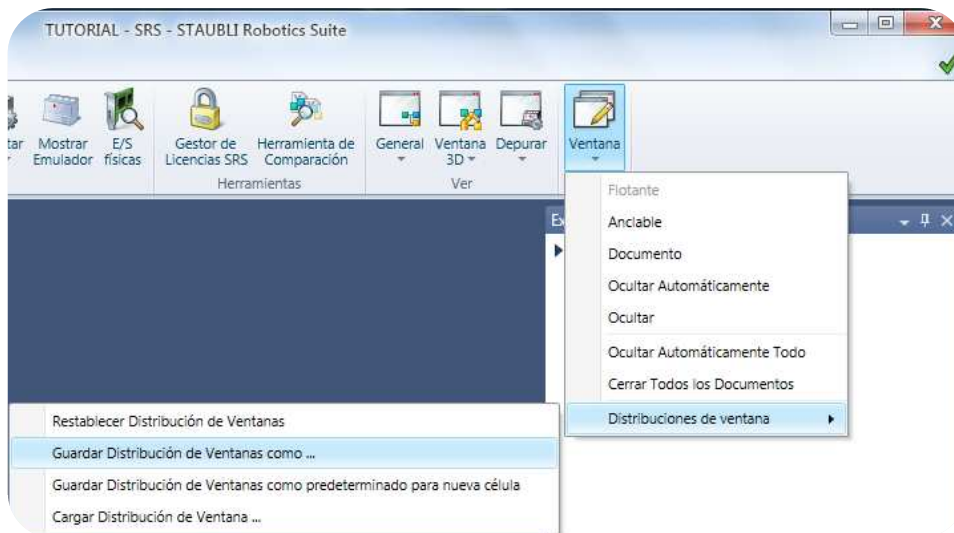 TUTORIAL - SRS - STAUBLI Robotics Suite
Mostrar Emulador
E/S físicas
Gestor de Licencias SRS
Herramienta de Comparación
General
Ventana 3D
Depurar
Ventana
Herramientas
Ver
Flotante
Anclable
Documento
Ocultar Automáticamente
Ocultar
Ocultar Automáticamente Todo
Cerrar Todos los Documentos
Distribuciones de ventana
Restablecer Distribución de Ventanas
Guardar Distribución de Ventanas como ...
Guardar Distribución de Ventanas como predeterminado para nueva célula
Cargar Distribución de Ventana ...